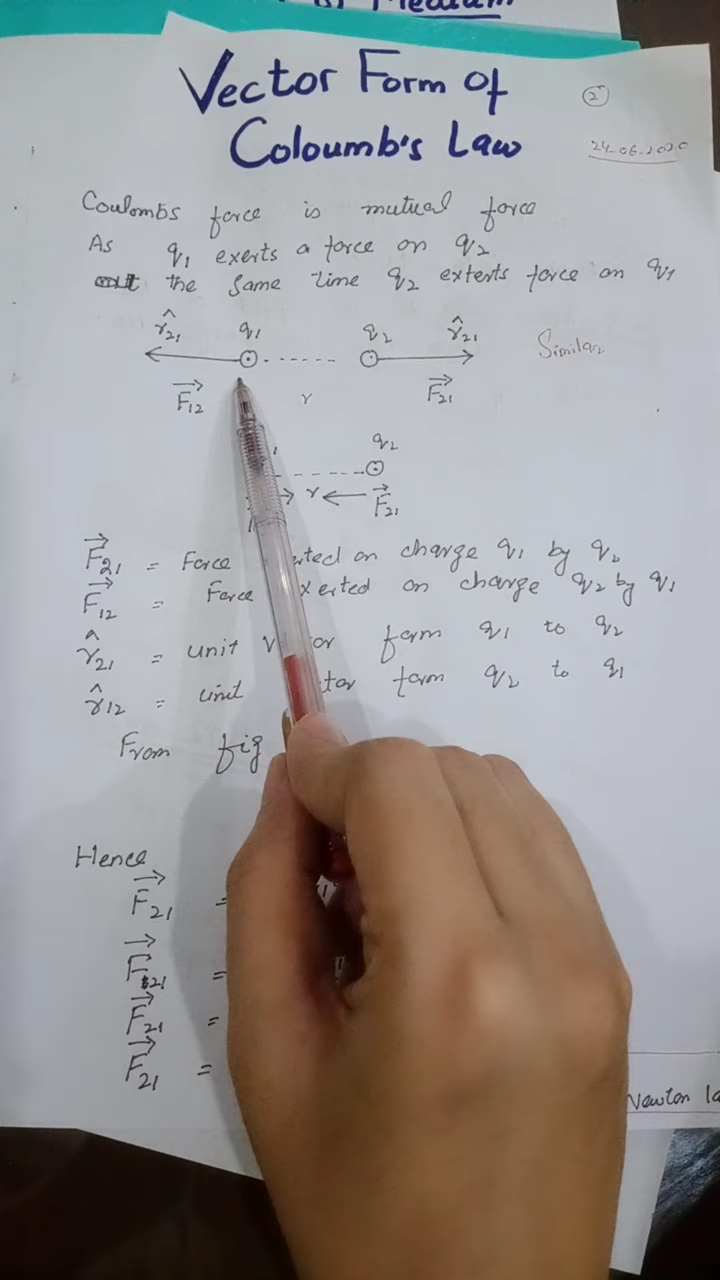 Medium
Vector Form of
Coloumb's Law
2
24-06-2020
Coulombs force is mutual force
As q1 exerts a force on q2
the same time q2 exterts force on q1
r̂21 q1 q2 r̂21 Similar
F⃗12 r F⃗21
q2
r F⃗21
F⃗21 = Force on charge q1 by q2
F⃗12 = Force on charge q2 by q1
r̂21 = unit form q1 to q2
r̂12 = unit form q2 to q1
From fig
Hence
F⃗21 =
F⃗21 =
F⃗21 =
F⃗21 =
Newton